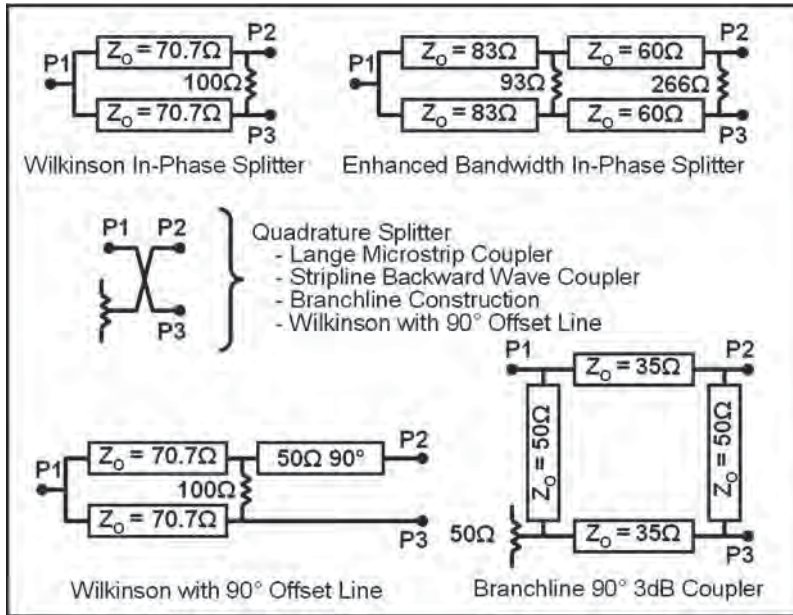 P1
Z₀ = 70.7Ω
P2
100Ω
Z₀ = 70.7Ω
P3
Wilkinson In-Phase Splitter
P1
Z₀ = 83Ω
Z₀ = 60Ω
P2
93Ω
266Ω
Z₀ = 83Ω
Z₀ = 60Ω
P3
Enhanced Bandwidth In-Phase Splitter
P1
P2
P3
Quadrature Splitter
- Lange Microstrip Coupler
- Stripline Backward Wave Coupler
- Branchline Construction
- Wilkinson with 90° Offset Line
P1
Z₀ = 70.7Ω
50Ω 90°
P2
100Ω
Z₀ = 70.7Ω
P3
Wilkinson with 90° Offset Line
P1
Z₀ = 35Ω
P2
Z₀ = 50Ω
Z₀ = 50Ω
50Ω
Z₀ = 35Ω
P3
Branchline 90° 3dB Coupler